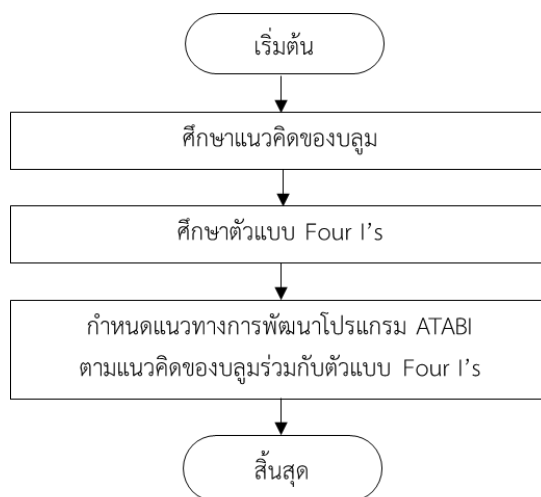 เริ่มต้น
ศึกษาแนวคิดของบลูม
ศึกษาตัวแบบ Four I's
กำหนดแนวทางการพัฒนาโปรแกรม ATABI
ตามแนวคิดของบลูมร่วมกับตัวแบบ Four I's
สิ้นสุด